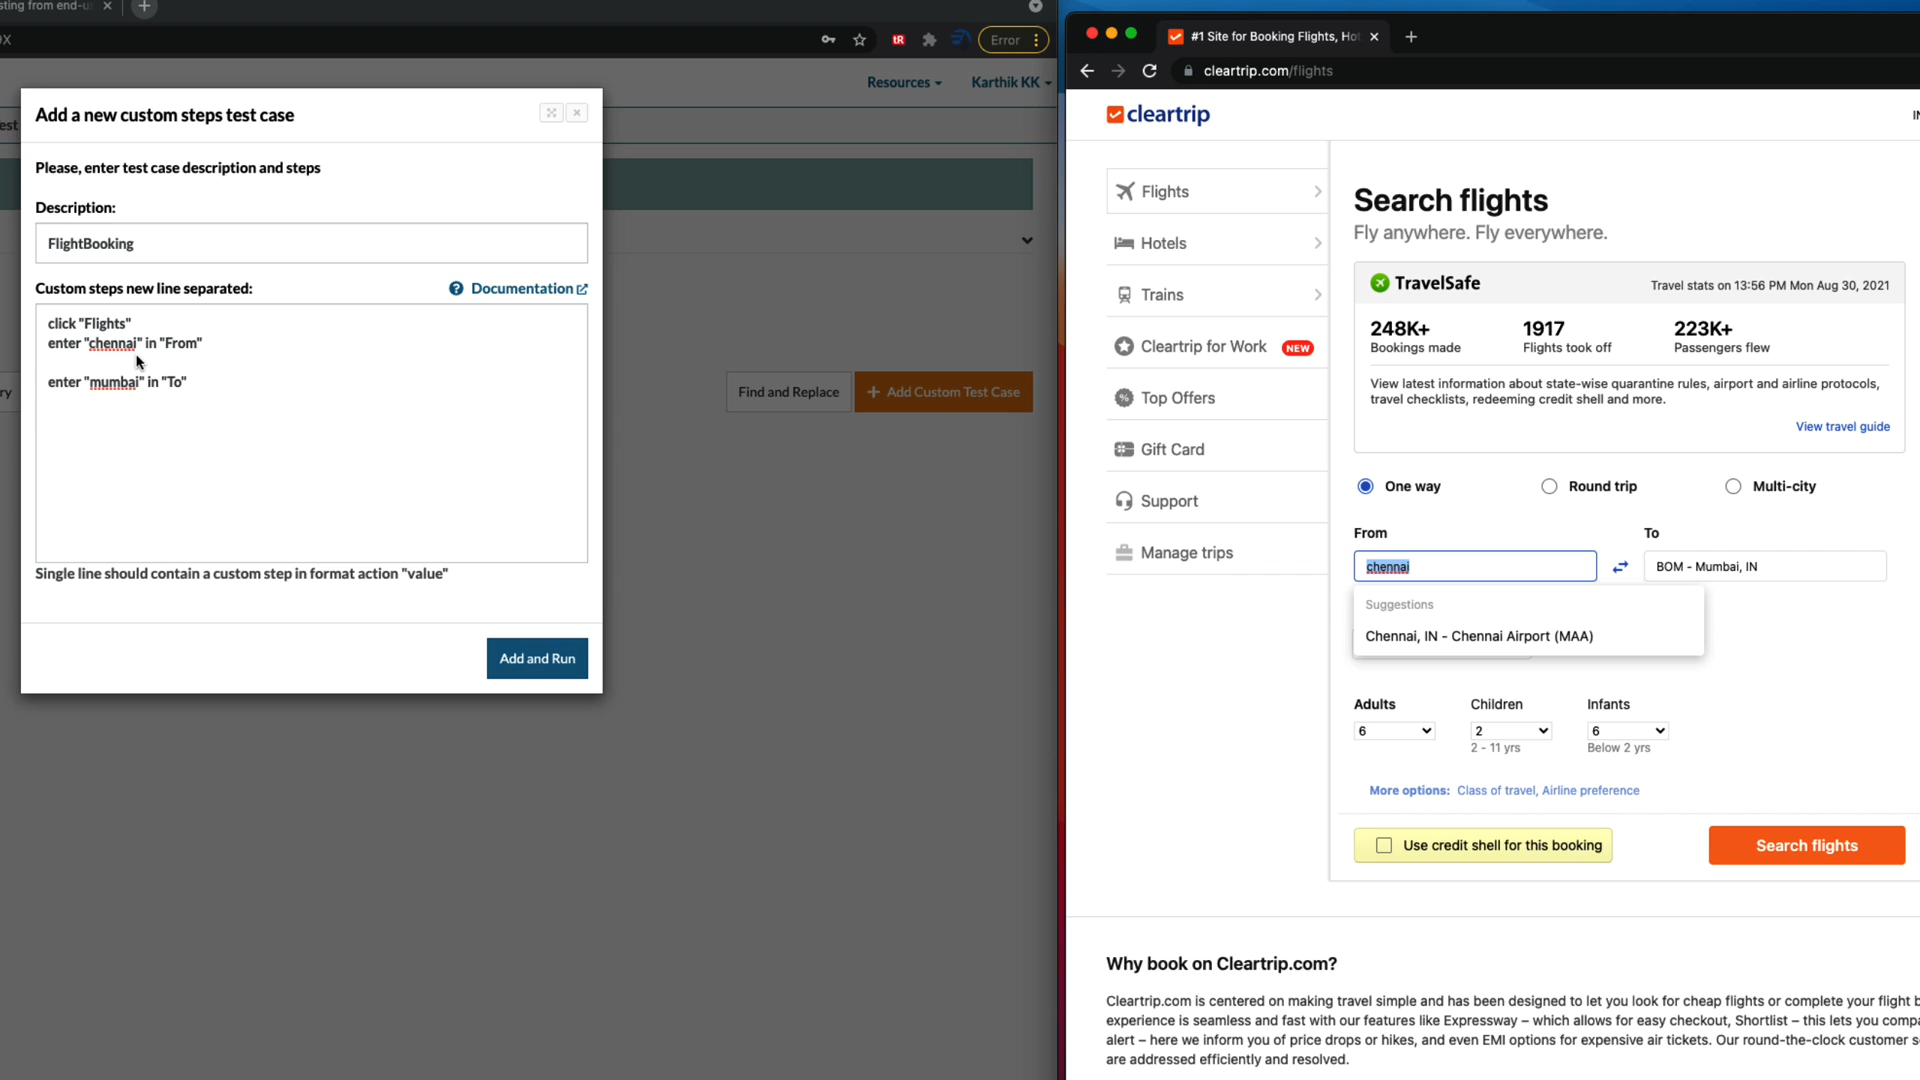 sting from end-u
Error
Resources
Karthik KK
Add a new custom steps test case
Please, enter test case description and steps
Description:
FlightBooking
Custom steps new line separated:
Documentation
click "Flights"
enter "chennai" in "From"
enter "mumbai" in "To"
Single line should contain a custom step in format action "value"
Add and Run
Find and Replace
+ Add Custom Test Case
#1 Site for Booking Flights, Hot
cleartrip.com/flights
cleartrip
IN
Flights
Hotels
Trains
Cleartrip for Work NEW
Top Offers
Gift Card
Support
Manage trips
Search flights
Fly anywhere. Fly everywhere.
TravelSafe
Travel stats on 13:56 PM Mon Aug 30, 2021
248K+ 1917 223K+
Bookings made Flights took off Passengers flew
View latest information about state-wise quarantine rules, airport and airline protocols,
travel checklists, redeeming credit shell and more.
View travel guide
One way Round trip Multi-city
From To
chennai BOM - Mumbai, IN
Suggestions
Chennai, IN - Chennai Airport (MAA)
Adults Children Infants
6 2 6
2 - 11 yrs Below 2 yrs
More options: Class of travel, Airline preference
Use credit shell for this booking
Search flights
Why book on Cleartrip.com?
Cleartrip.com is centered on making travel simple and has been designed to let you look for cheap flights or complete your flight b
experience is seamless and fast with our features like Expressway – which allows for easy checkout, Shortlist – this lets you compa
alert – here we inform you of price drops or hikes, and even EMI options for expensive air tickets. Our round-the-clock customer s
are addressed efficiently and resolved.